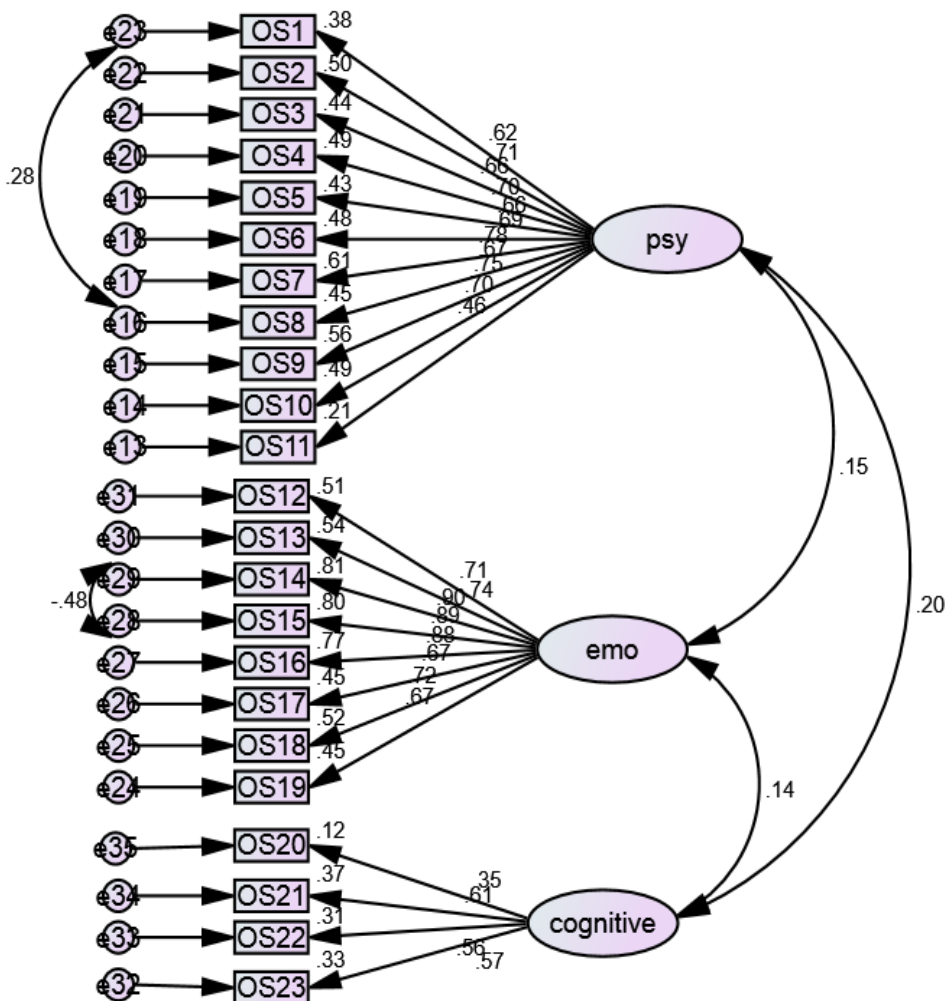 e23 OS1 .38
e22 OS2 .50
e21 OS3 .44
e20 OS4 .49
e19 OS5 .43
e18 OS6 .48
e17 OS7 .61
e16 OS8 .45
e15 OS9 .56
e14 OS10 .49
e13 OS11 .21
.28
.62
.71
.66
.70
.66
.69
.78
.67
.75
.70
.46
psy
.15
.20
e31 OS12 .51
e30 OS13 .54
e29 OS14 .81
e28 OS15 .80
e27 OS16 .77
e26 OS17 .45
e25 OS18 .52
e24 OS19 .45
-.48
.71
.74
.90
.89
.88
.67
.72
.67
emo
.14
e35 OS20 .12
e34 OS21 .37
e33 OS22 .31
e32 OS23 .33
.35
.61
.56
.57
cognitive